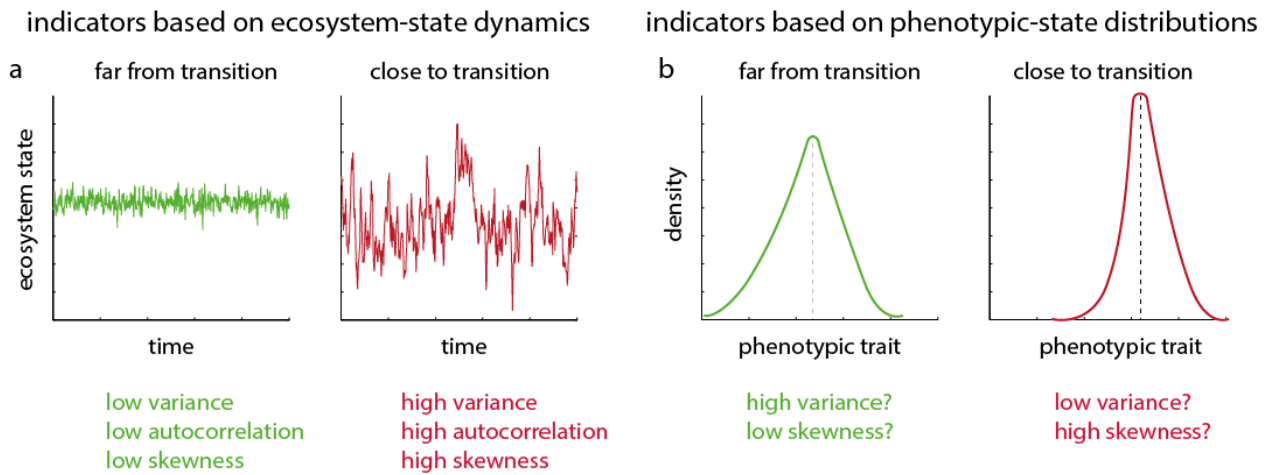 indicators based on ecosystem-state dynamics
a
far from transition
close to transition
ecosystem state
time
time
low variance
low autocorrelation
low skewness
high variance
high autocorrelation
high skewness
indicators based on phenotypic-state distributions
b
far from transition
close to transition
density
phenotypic trait
phenotypic trait
high variance?
low skewness?
low variance?
high skewness?